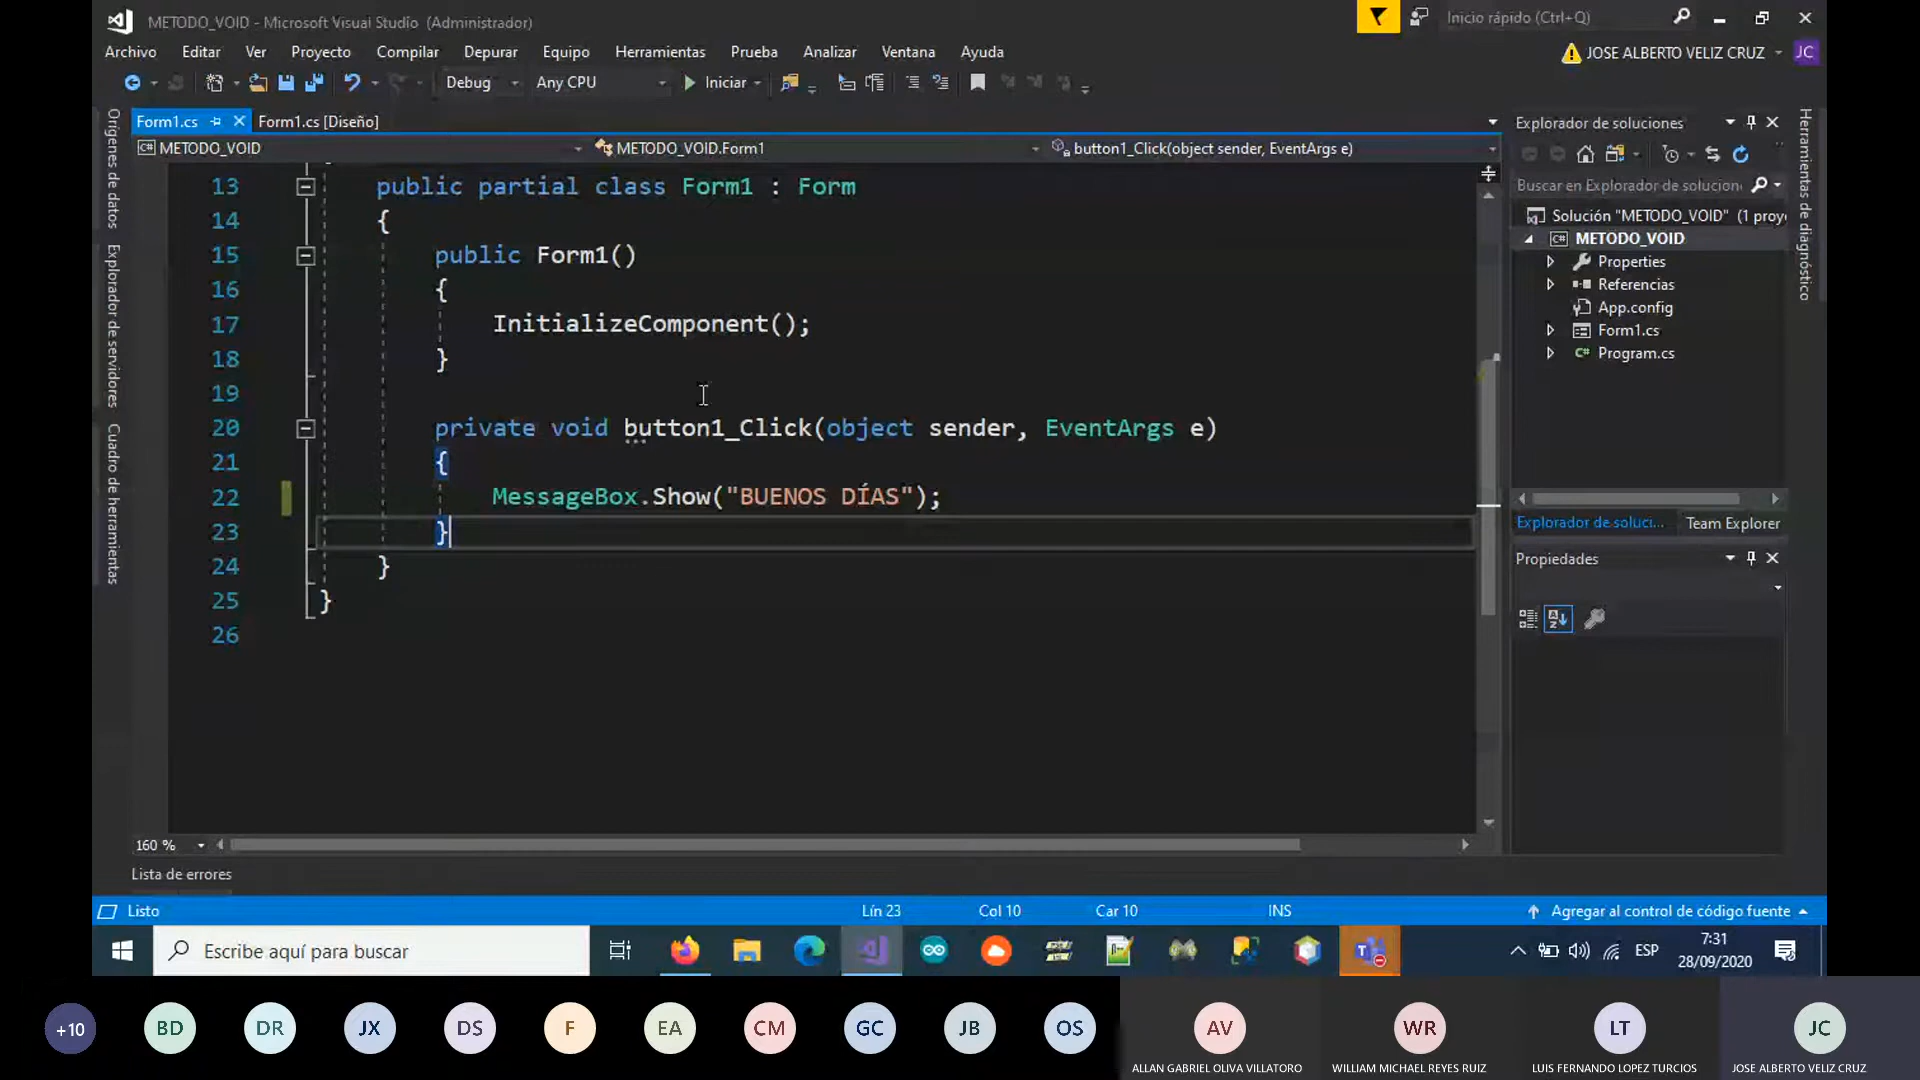 METODO_VOID - Microsoft Visual Studio (Administrador)
Inicio rápido (Ctrl+Q)
Archivo Editar Ver Proyecto Compilar Depurar Equipo Herramientas Prueba Analizar Ventana Ayuda
JOSE ALBERTO VELIZ CRUZ JC
Debug Any CPU Iniciar
Orígenes de datos
Explorador de servidores
Cuadro de herramientas
Form1.cs Form1.cs [Diseño]
METODO_VOID METODO_VOID.Form1 button1_Click(object sender, EventArgs e)
13 public partial class Form1 : Form
14 {
15 public Form1()
16 {
17 InitializeComponent();
18 }
19
20 private void button1_Click(object sender, EventArgs e)
21 {
22 MessageBox.Show("BUENOS DÍAS");
23 }
24 }
25 }
26
160 %
Lista de errores
Explorador de soluciones
Buscar en Explorador de solucion
Solución "METODO_VOID" (1 proy
METODO_VOID
Properties
Referencias
App.config
Form1.cs
Program.cs
Explorador de soluci... Team Explorer
Propiedades
Herramientas de diagnóstico
Listo Lín 23 Col 10 Car 10 INS Agregar al control de código fuente
Escribe aquí para buscar
ESP
7:31
28/09/2020
+10 BD DR JX DS F EA CM GC JB OS AV WR LT JC
ALLAN GABRIEL OLIVA VILLATORO WILLIAM MICHAEL REYES RUIZ LUIS FERNANDO LOPEZ TURCIOS JOSE ALBERTO VELIZ CRUZ